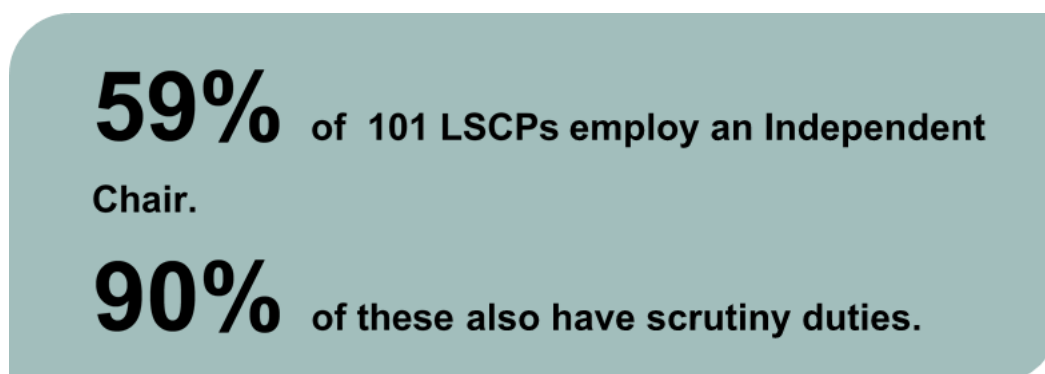 59% of 101 LSCPs employ an Independent
Chair.
90% of these also have scrutiny duties.